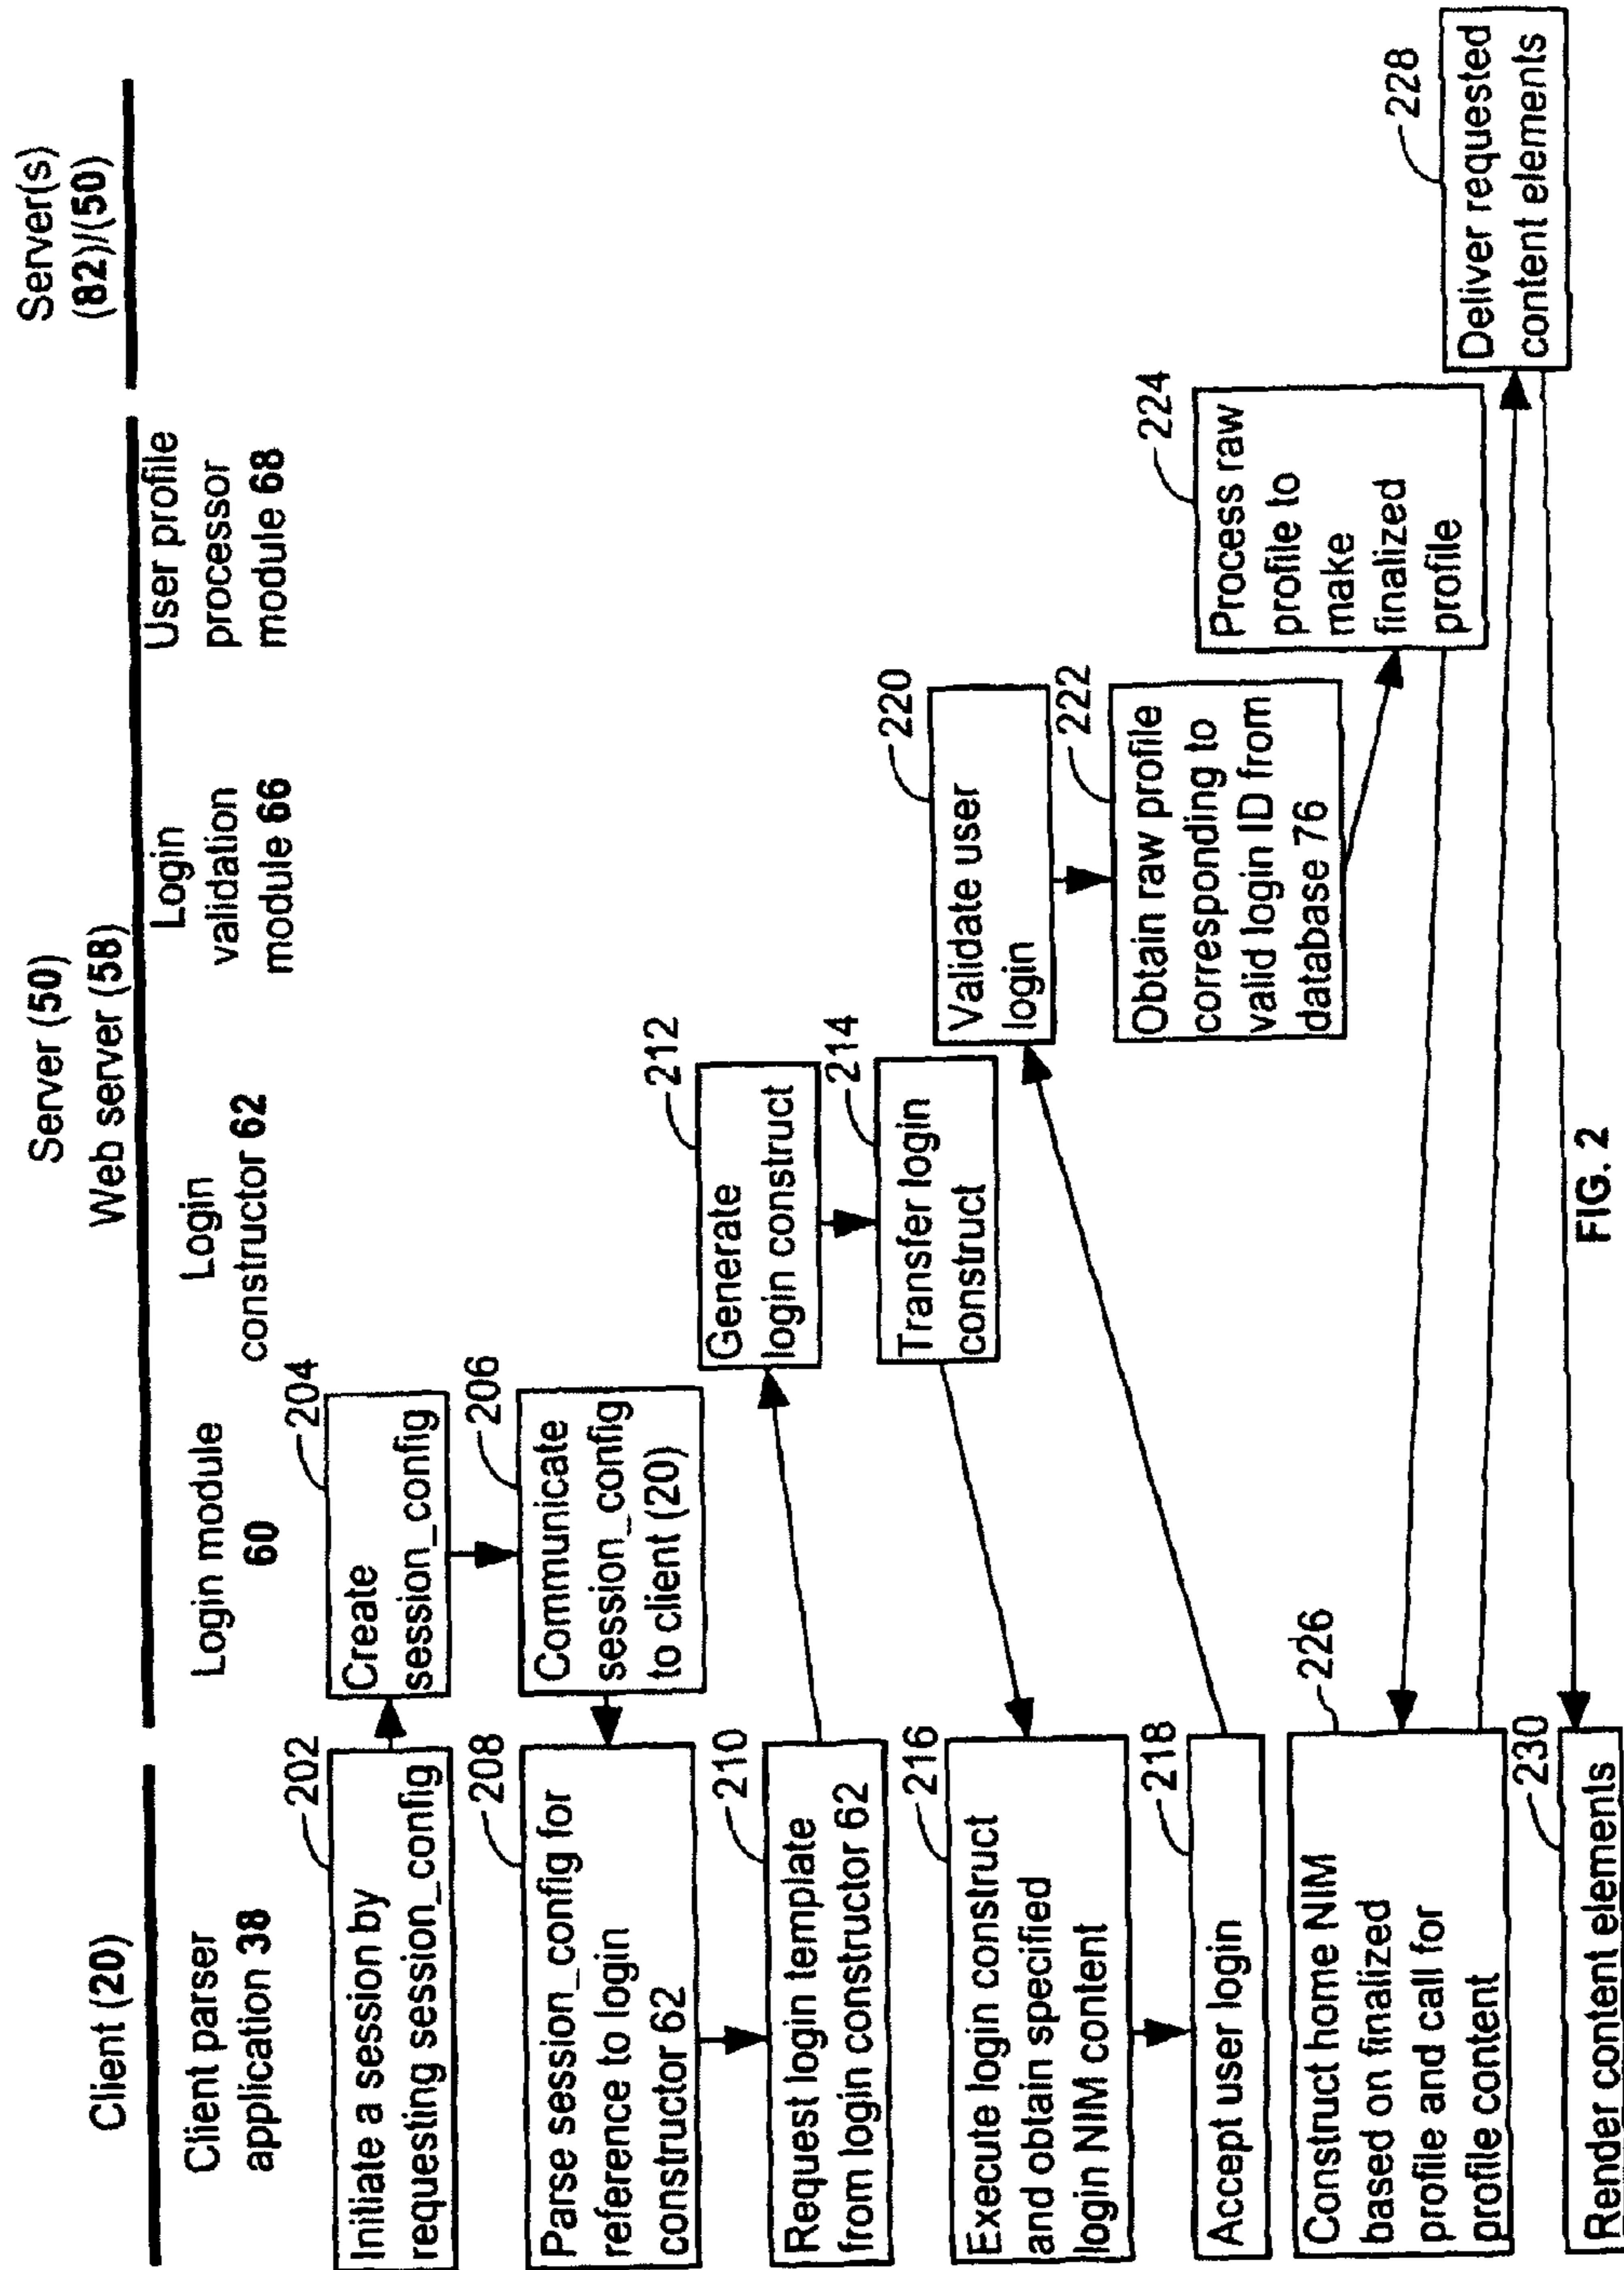 Client (20)
Server (50)
Web server (58)
Server(s)
(82)/(50)
Client parser
application 38
Login module
60
Login
constructor 62
Login
validation
module 66
User profile
processor
module 68
202
Initiate a session by
requesting session_config
204
Create
session_config
206
Communicate
session_config
to client (20)
208
Parse session_config for
reference to login
constructor 62
210
Request login template
from login constructor 62
212
Generate
login construct
214
Transfer login
construct
216
Execute login construct
and obtain specified
login NIM content
218
Accept user login
220
Validate user
login
222
Obtain raw profile
corresponding to
valid login ID from
database 76
224
Process raw
profile to
make
finalized
profile
226
Construct home NIM
based on finalized
profile and call for
profile content
228
Deliver requested
content elements
230
Render content elements
FIG. 2